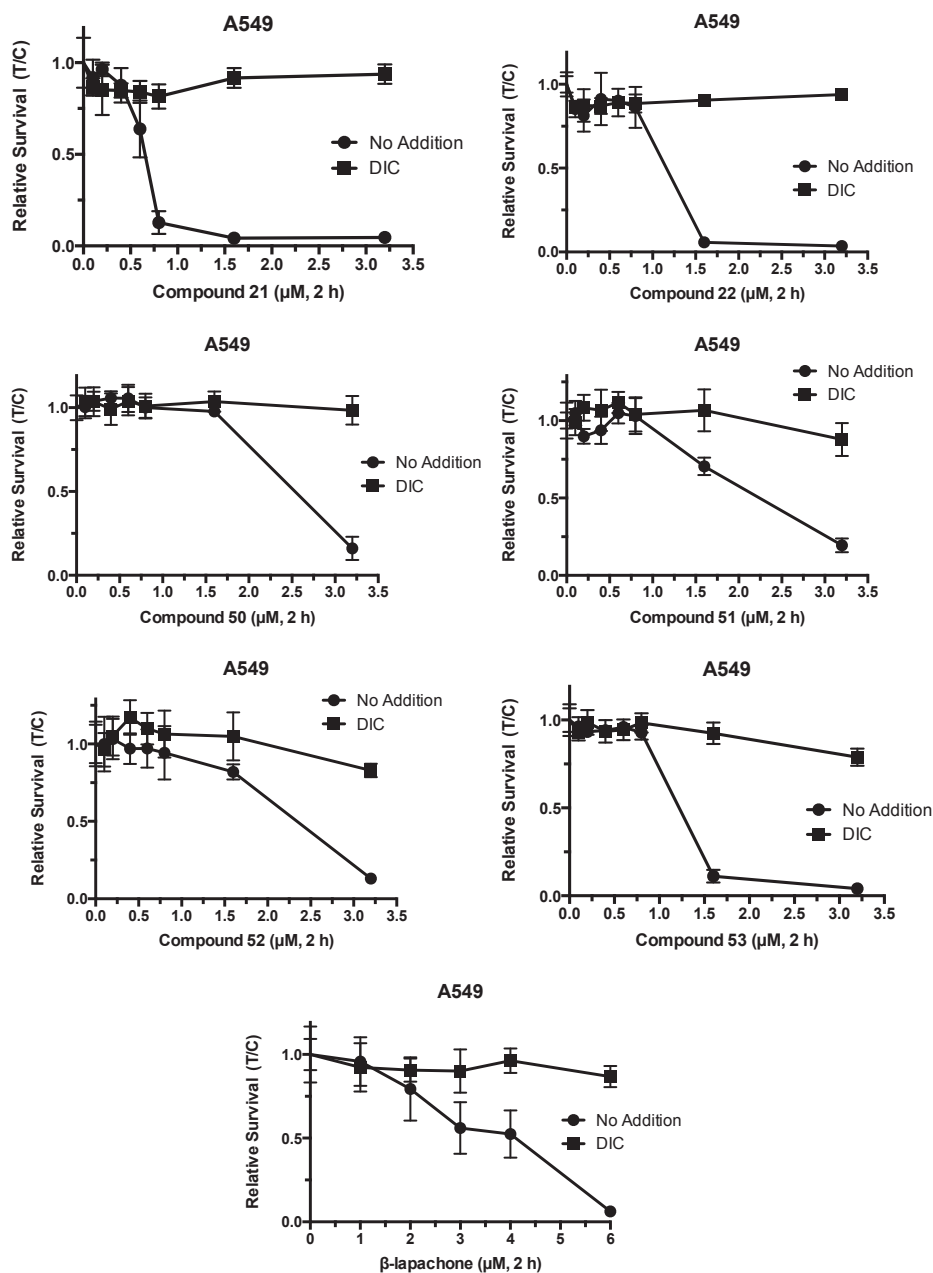 A549
Relative Survival (T/C)
1.0
0.5
0.0
0.0 0.5 1.0 1.5 2.0 2.5 3.0 3.5
No Addition
DIC
Compound 21 (µM, 2 h)
A549
Relative Survival (T/C)
1.0
0.5
0.0
0.0 0.5 1.0 1.5 2.0 2.5 3.0 3.5
No Addition
DIC
Compound 22 (µM, 2 h)
A549
Relative Survival (T/C)
1.0
0.5
0.0
0.0 0.5 1.0 1.5 2.0 2.5 3.0 3.5
No Addition
DIC
Compound 50 (µM, 2 h)
A549
Relative Survival (T/C)
1.0
0.5
0.0
0.0 0.5 1.0 1.5 2.0 2.5 3.0 3.5
No Addition
DIC
Compound 51 (µM, 2 h)
A549
Relative Survival (T/C)
1.0
0.5
0.0
0.0 0.5 1.0 1.5 2.0 2.5 3.0 3.5
No Addition
DIC
Compound 52 (µM, 2 h)
A549
Relative Survival (T/C)
1.0
0.5
0.0
0.0 0.5 1.0 1.5 2.0 2.5 3.0 3.5
No Addition
DIC
Compound 53 (µM, 2 h)
A549
Relative Survival (T/C)
1.0
0.5
0.0
0 1 2 3 4 5 6
No Addition
DIC
β-lapachone (µM, 2 h)